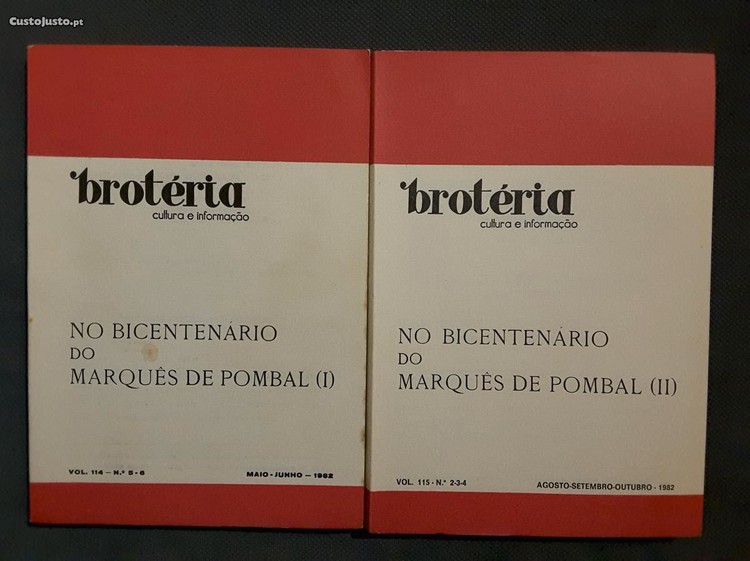 CustoJusto.pt
brotéria
cultura e informação
NO BICENTENÁRIO
DO
MARQUÊS DE POMBAL (I)
VOL. 114 – N.º 5-6 MAIO-JUNHO – 1982
brotéria
cultura e informação
NO BICENTENÁRIO
DO
MARQUÊS DE POMBAL (II)
VOL. 115 - N.º 2-3-4 AGOSTO-SETEMBRO-OUTUBRO - 1982